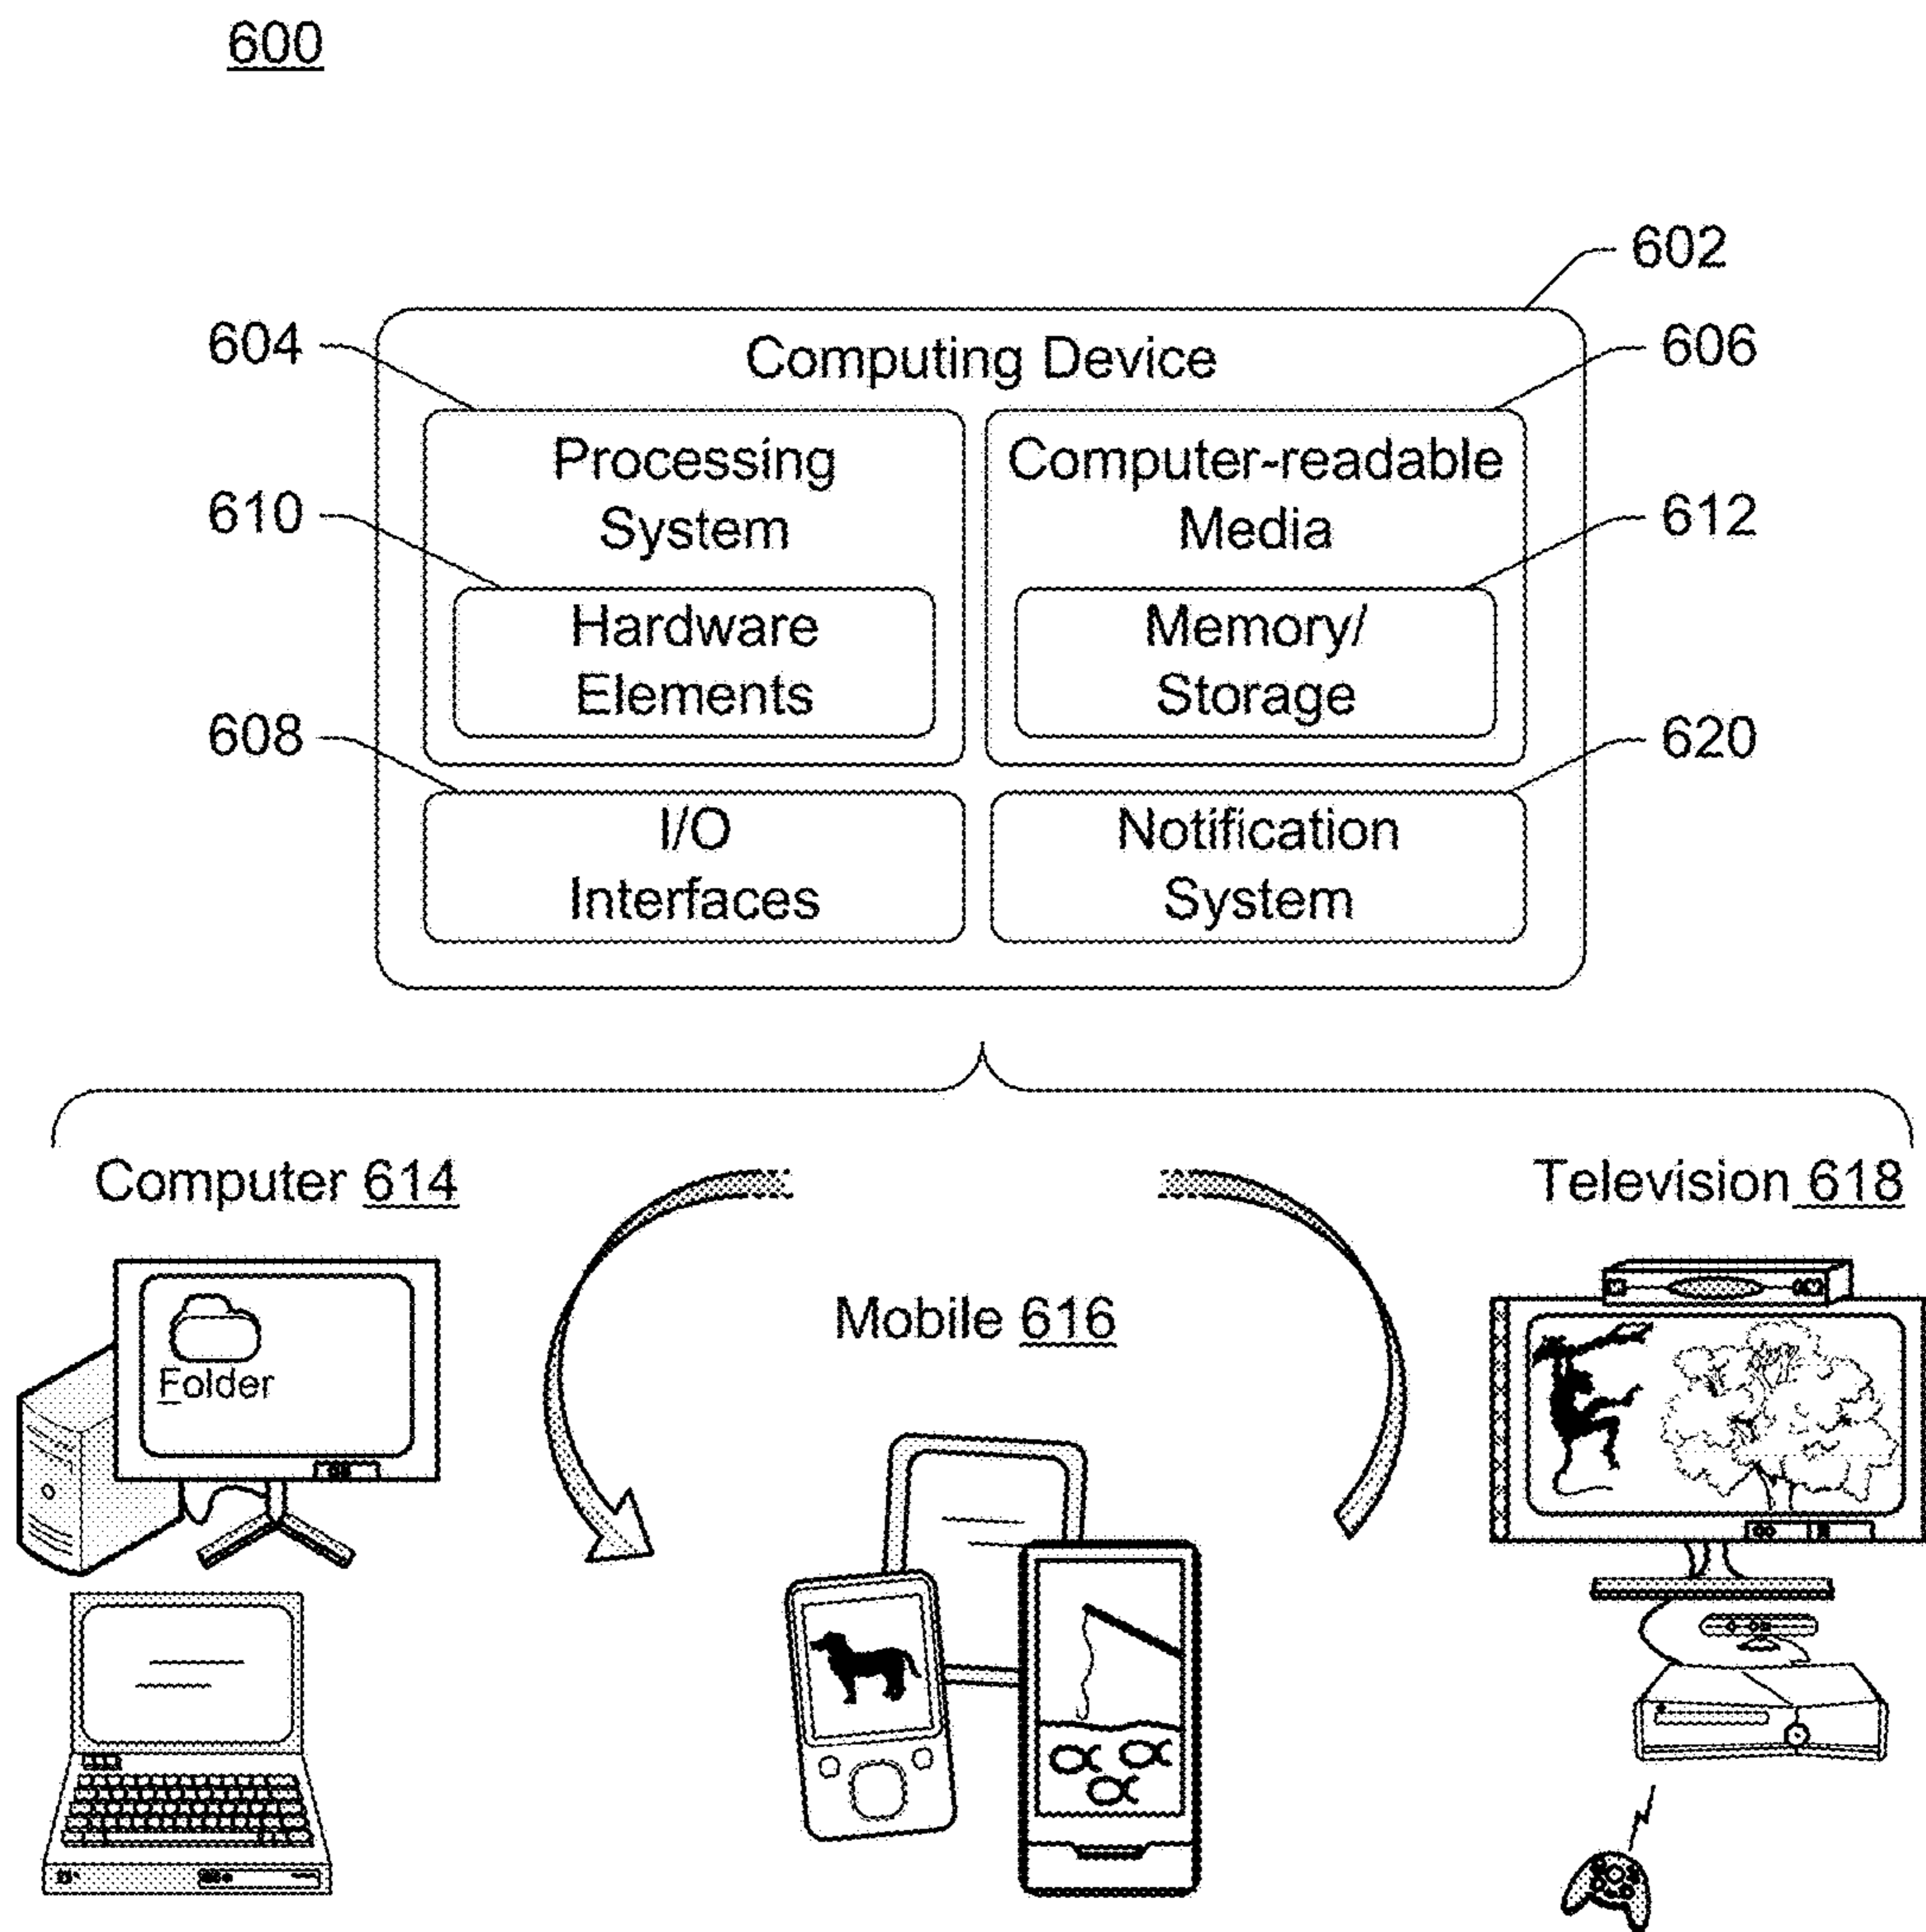 600
602
604
Computing Device
606
Processing
System
Computer-readable
Media
610
612
Hardware
Elements
Memory/
Storage
608
620
I/O
Interfaces
Notification
System
Computer 614
Television 618
Mobile 616
Folder